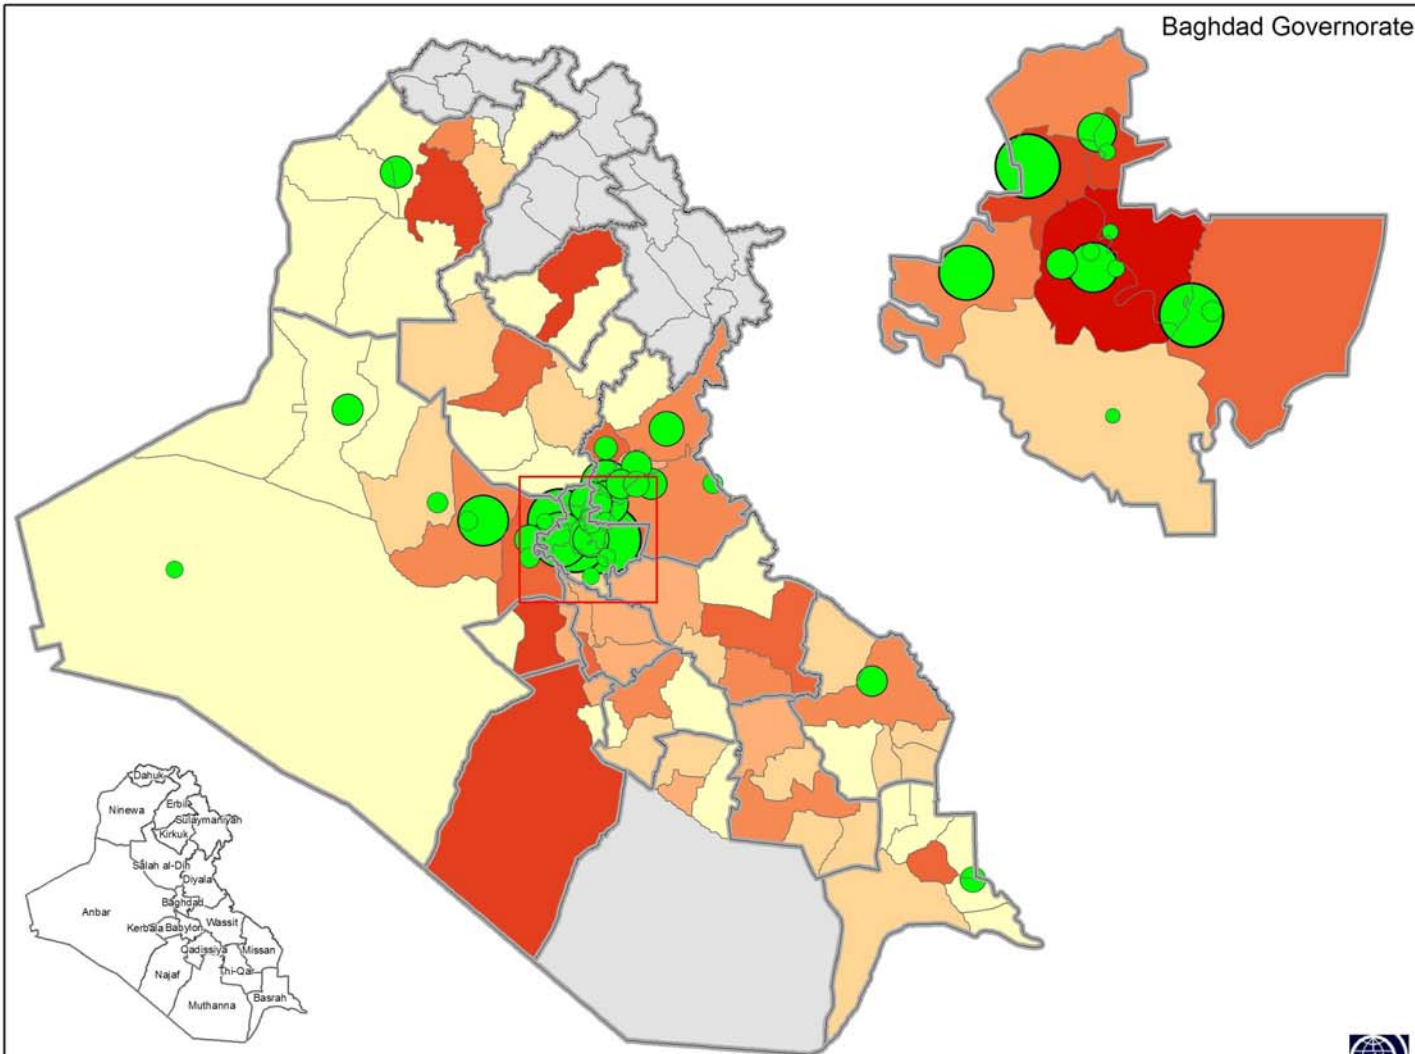 Baghdad Governorate
Dahuk
Ninewa
Erbil
Sulaymaniyah
Kirkuk
Salah al-Din
Diyala
Anbar
Baghdad
Kerbala
Babylon
Wassit
Qadissiya
Missan
Najaf
Thi-Qar
Muthanna
Basrah